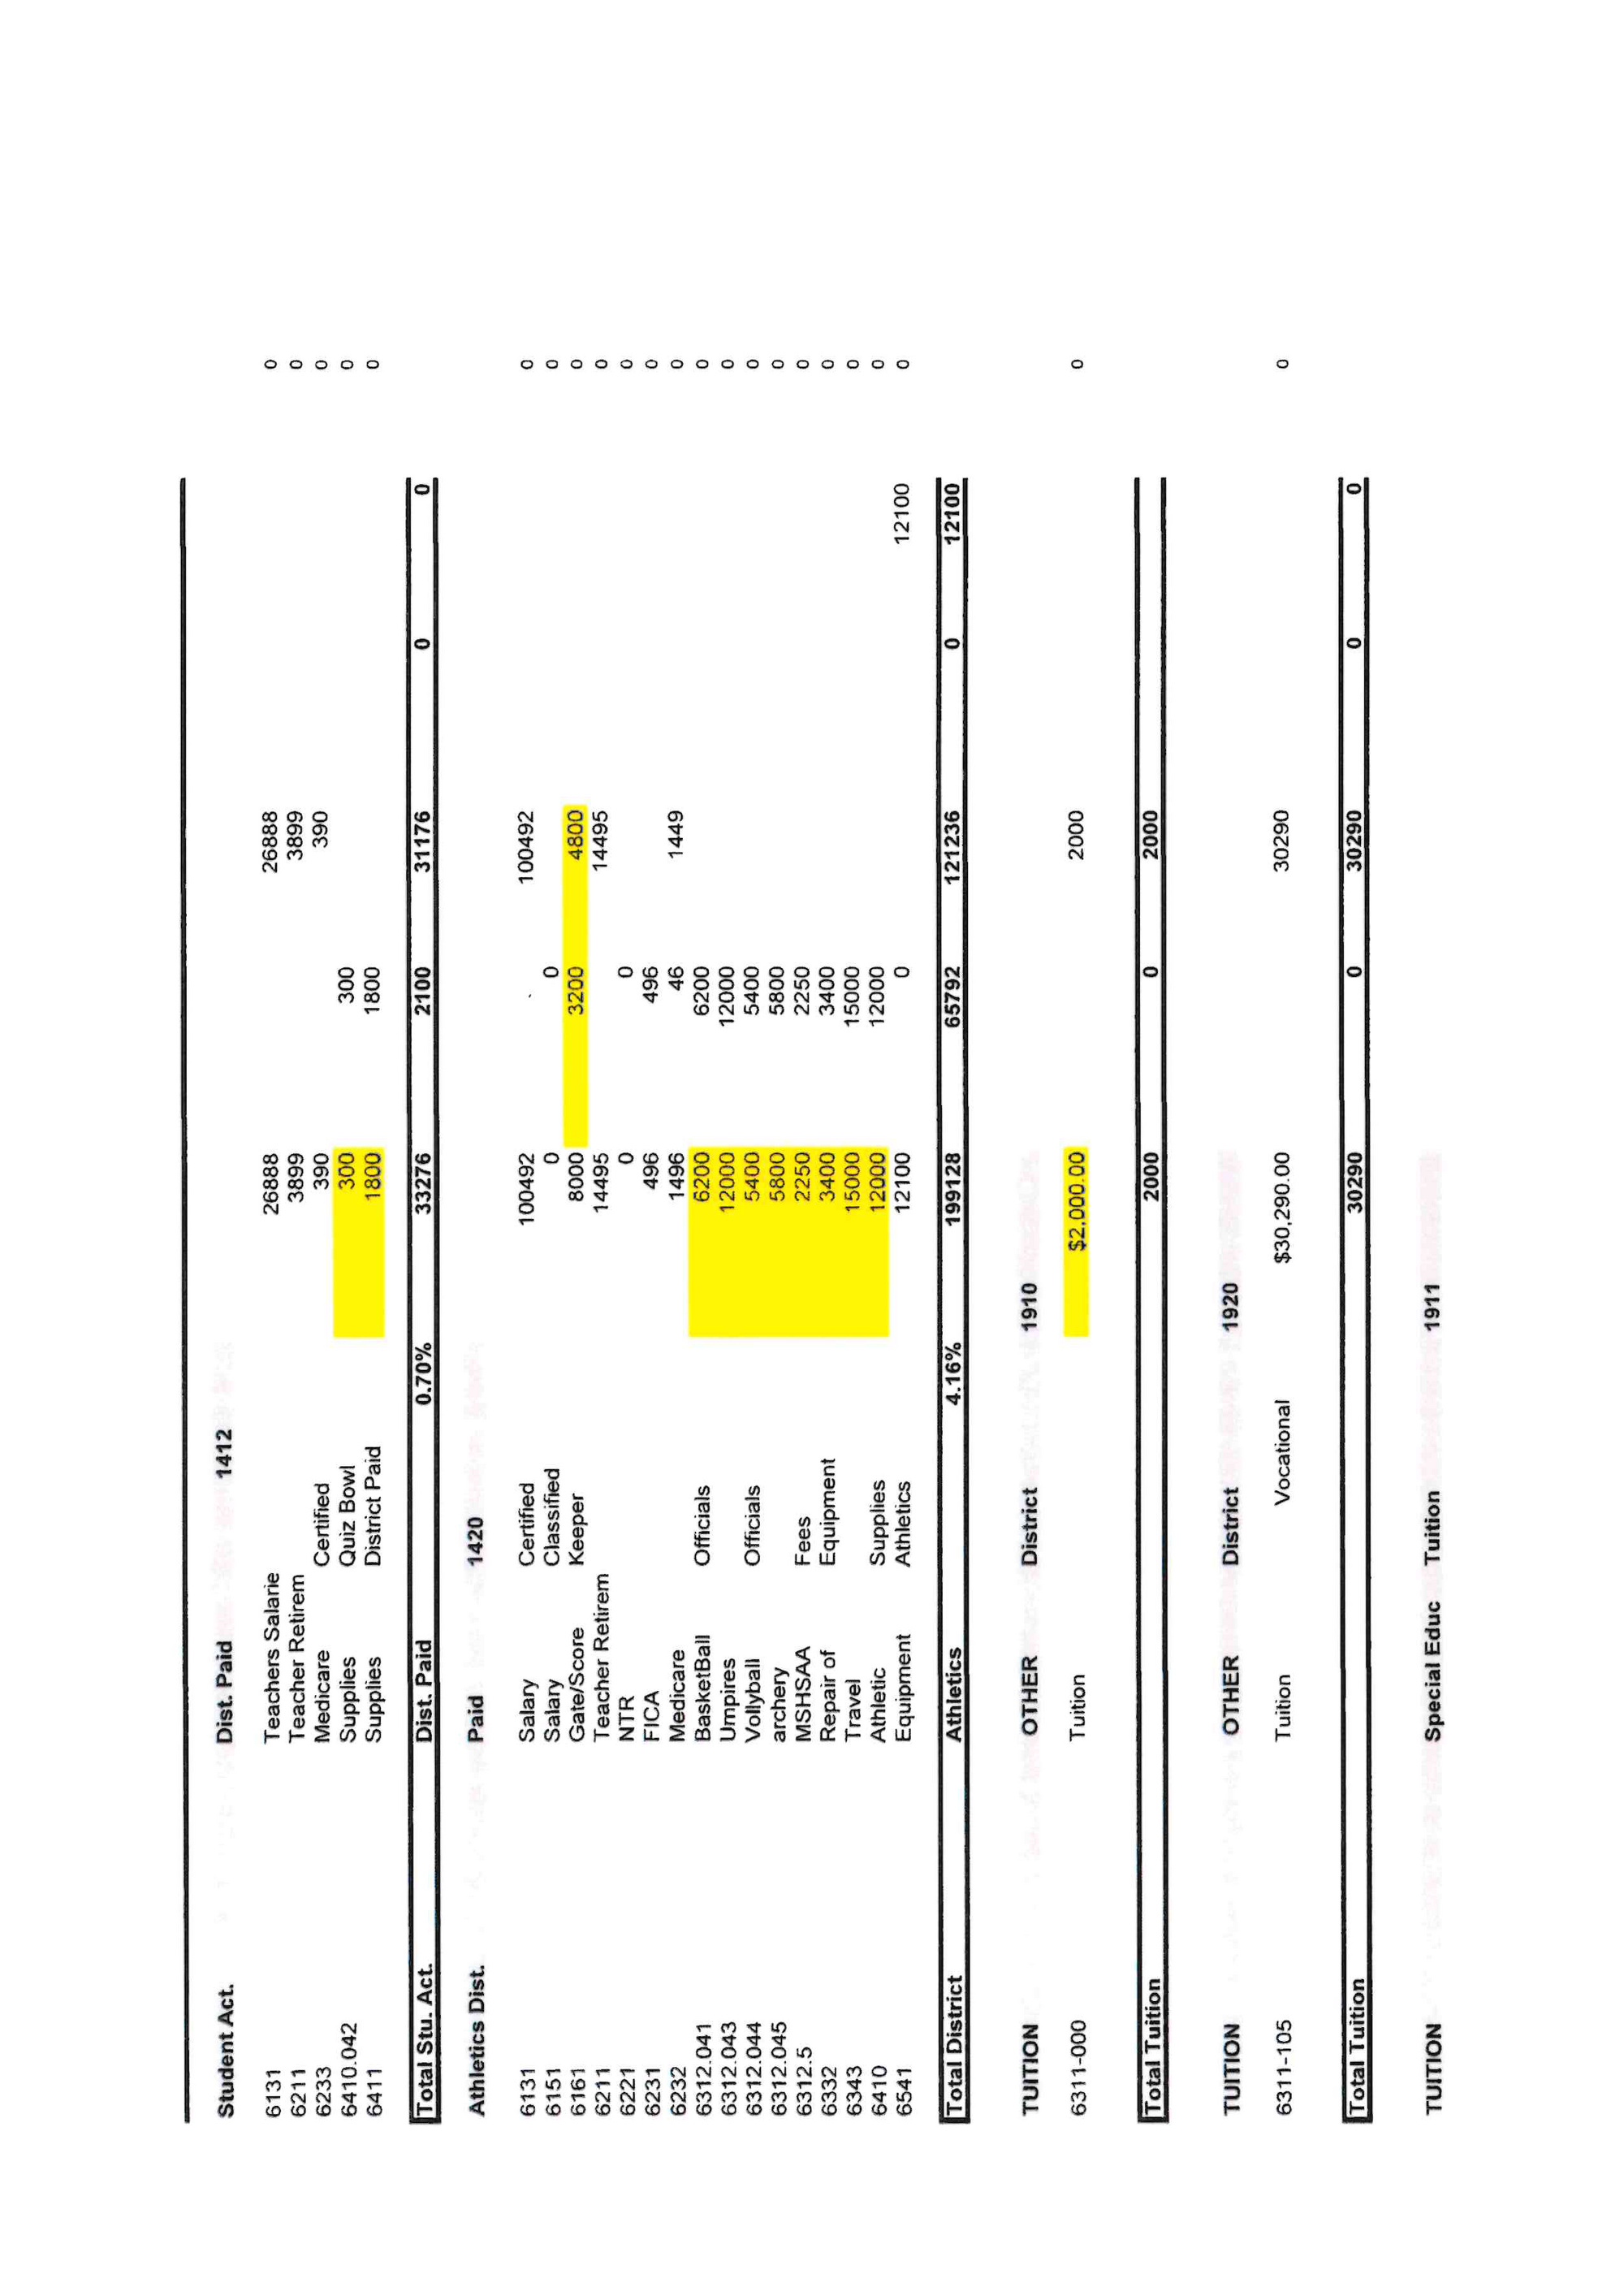 Student Act. Dist. Paid 1412
6131 Teachers Salarie 26888 26888 0
6211 Teacher Retirem 3899 3899 0
6233 Medicare Certified 390 390 0
6410.042 Supplies Quiz Bowl 300 300 0
6411 Supplies District Paid 1800 1800 0
Total Stu. Act. Dist. Paid 0.70% 33276 2100 31176 0 0
Athletics Dist. Paid 1420
6131 Salary Certified 100492 100492 0
6151 Salary Classified 0 0 0
6161 Gate/Score Keeper 8000 3200 4800 0
6211 Teacher Retirem 14495 14495 0
6221 NTR 0 0 0
6231 FICA 496 496 0
6232 Medicare 1496 46 1449 0
6312.041 BasketBall Officials 6200 6200 0
6312.043 Umpires 12000 12000 0
6312.044 Vollyball Officials 5400 5400 0
6312.045 archery 5800 5800 0
6312.5 MSHSAA Fees 2250 2250 0
6332 Repair of Equipment 3400 3400 0
6343 Travel 15000 15000 0
6410 Athletic Supplies 12000 12000 0
6541 Equipment Athletics 12100 0 12100 0
Total District Athletics 4.16% 199128 65792 121236 0 12100
TUITION OTHER District 1910
6311-000 Tuition $2,000.00 2000 0
Total Tuition 2000 0 2000
TUITION OTHER District 1920
6311-105 Tuition Vocational $30,290.00 30290 0
Total Tuition 30290 0 30290 0 0
TUITION Special Educ Tuition 1911